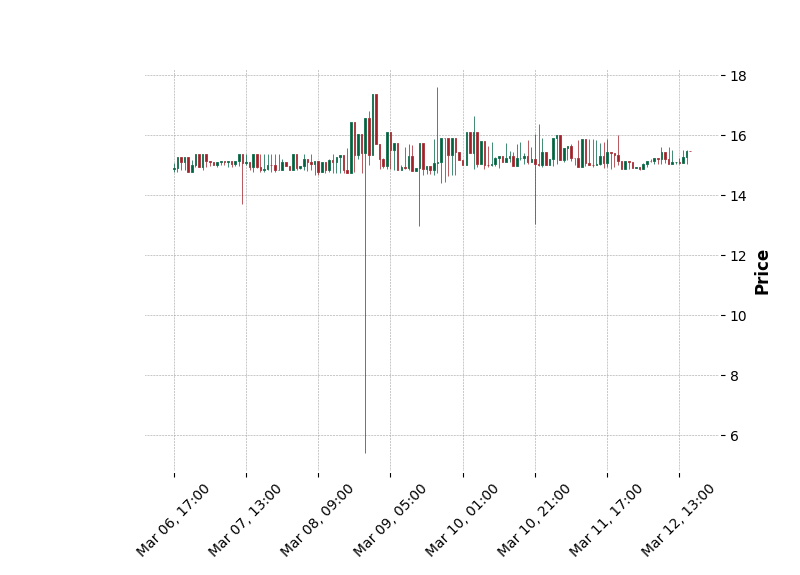 18
16
14
12
10
8
6
Price
Mar 06, 17:00
Mar 07, 13:00
Mar 08, 09:00
Mar 09, 05:00
Mar 10, 01:00
Mar 10, 21:00
Mar 11, 17:00
Mar 12, 13:00